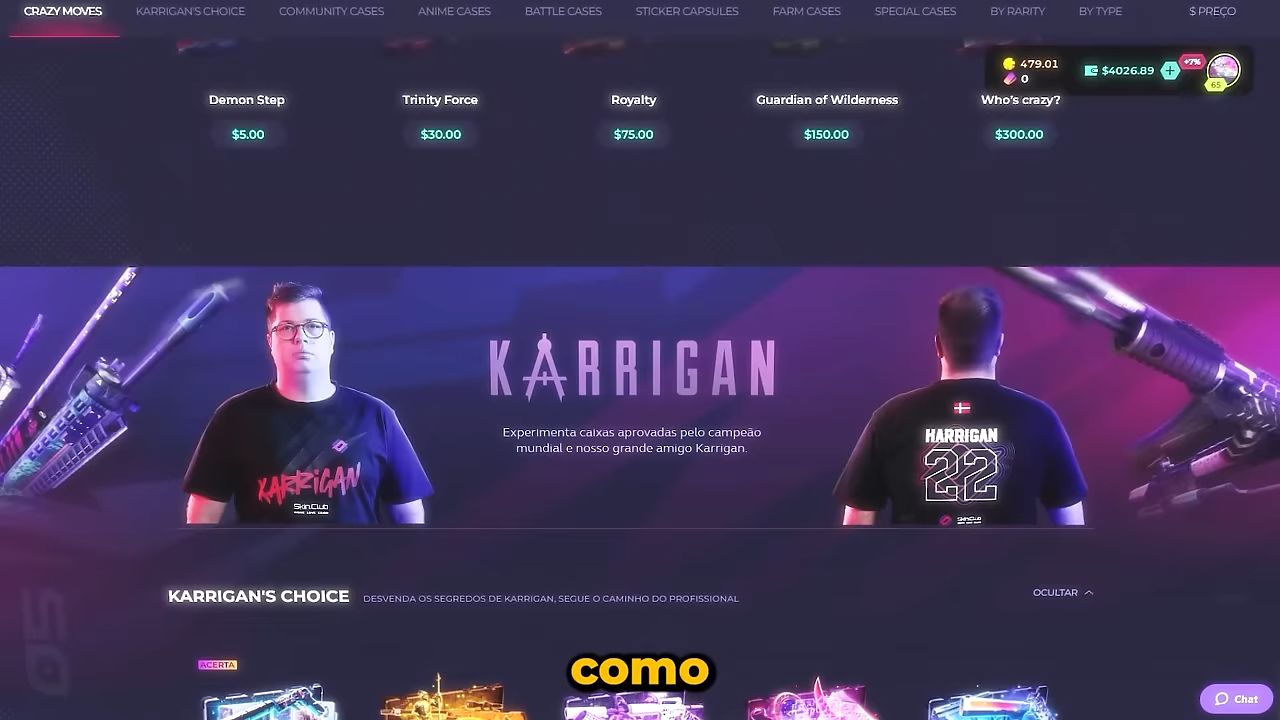 CRAZY MOVES KARRIGAN'S CHOICE COMMUNITY CASES ANIME CASES BATTLE CASES STICKER CAPSULES FARM CASES SPECIAL CASES BY RARITY BY TYPE $ PREÇO
479.01
0
$4026.89
+
+7%
65
Demon Step Trinity Force Royalty Guardian of Wilderness Who's crazy?
$5.00 $30.00 $75.00 $150.00 $300.00
KARRIGAN
Experimenta caixas aprovadas pelo campeão
mundial e nosso grande amigo Karrigan.
KARRIGAN
Skin.Club
HARRIGAN
22
KARRIGAN'S CHOICE DESVENDA OS SEGREDOS DE KARRIGAN, SEGUE O CAMINHO DO PROFISSIONAL OCULTAR
ACERTA
como
Chat